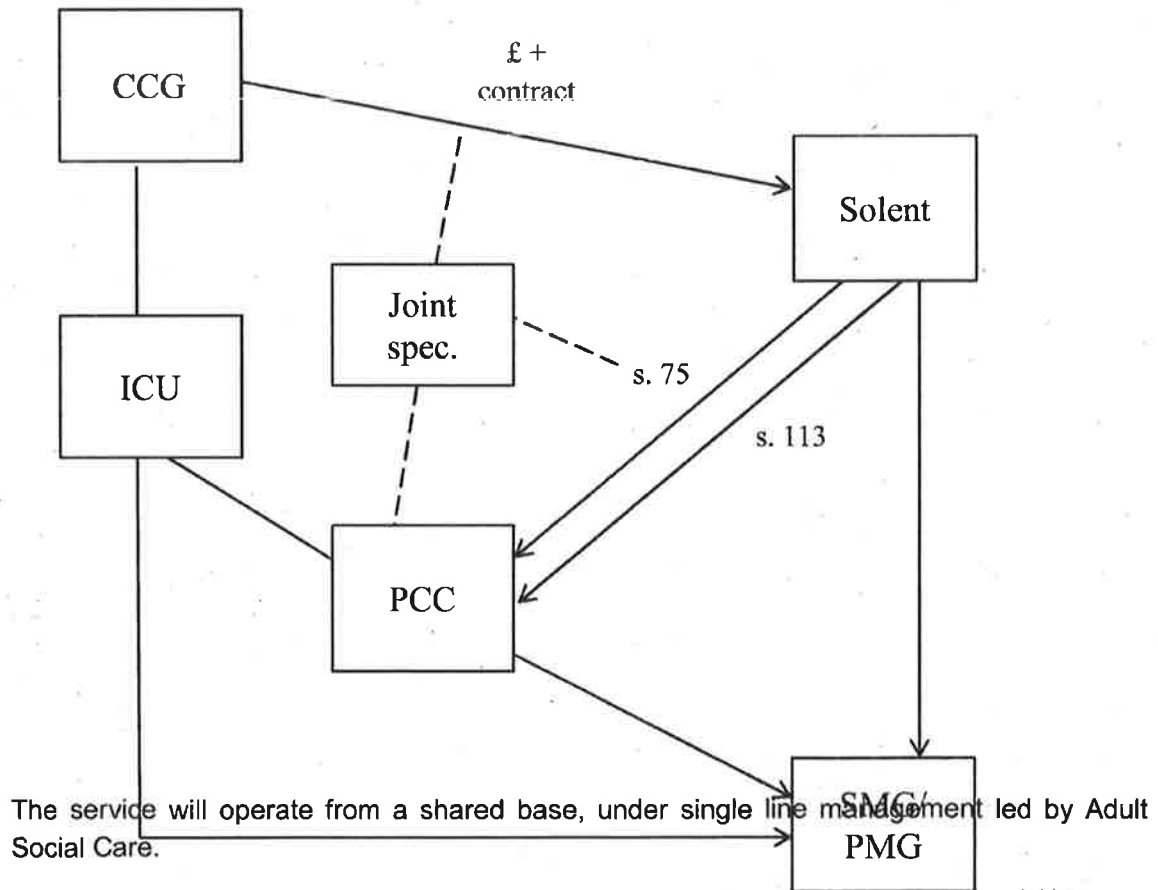 £ +
contract
CCG
Solent
Joint
spec.
s. 75
ICU
s. 113
PCC
The service will operate from a shared base, under single line management led by Adult
Social Care.
SMG/
PMG